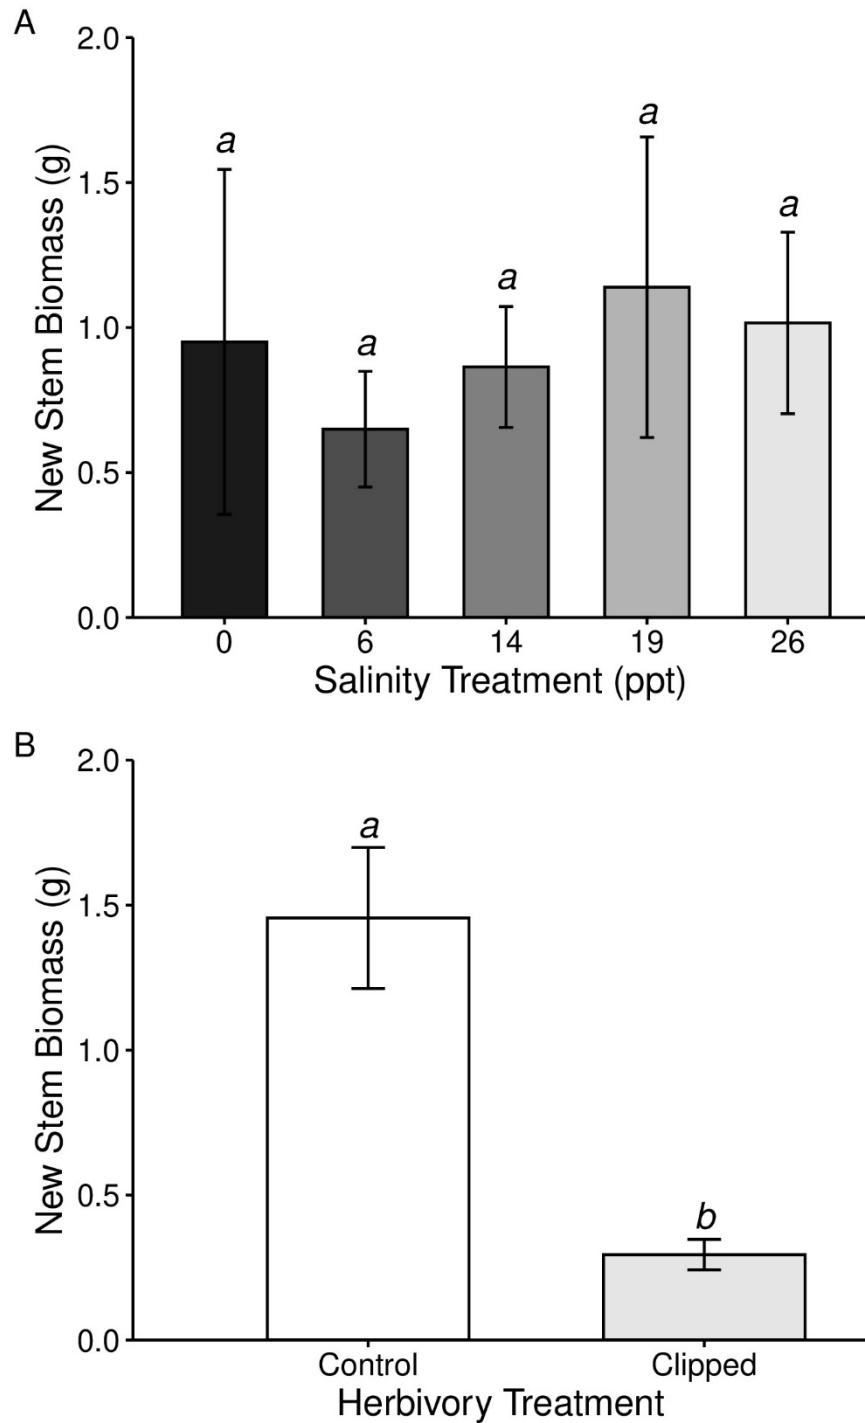 A
New Stem Biomass (g)
2.0
1.5
1.0
0.5
0.0
a
a
a
a
a
0 6 14 19 26
Salinity Treatment (ppt)
B
New Stem Biomass (g)
2.0
1.5
1.0
0.5
0.0
a
b
Control Clipped
Herbivory Treatment